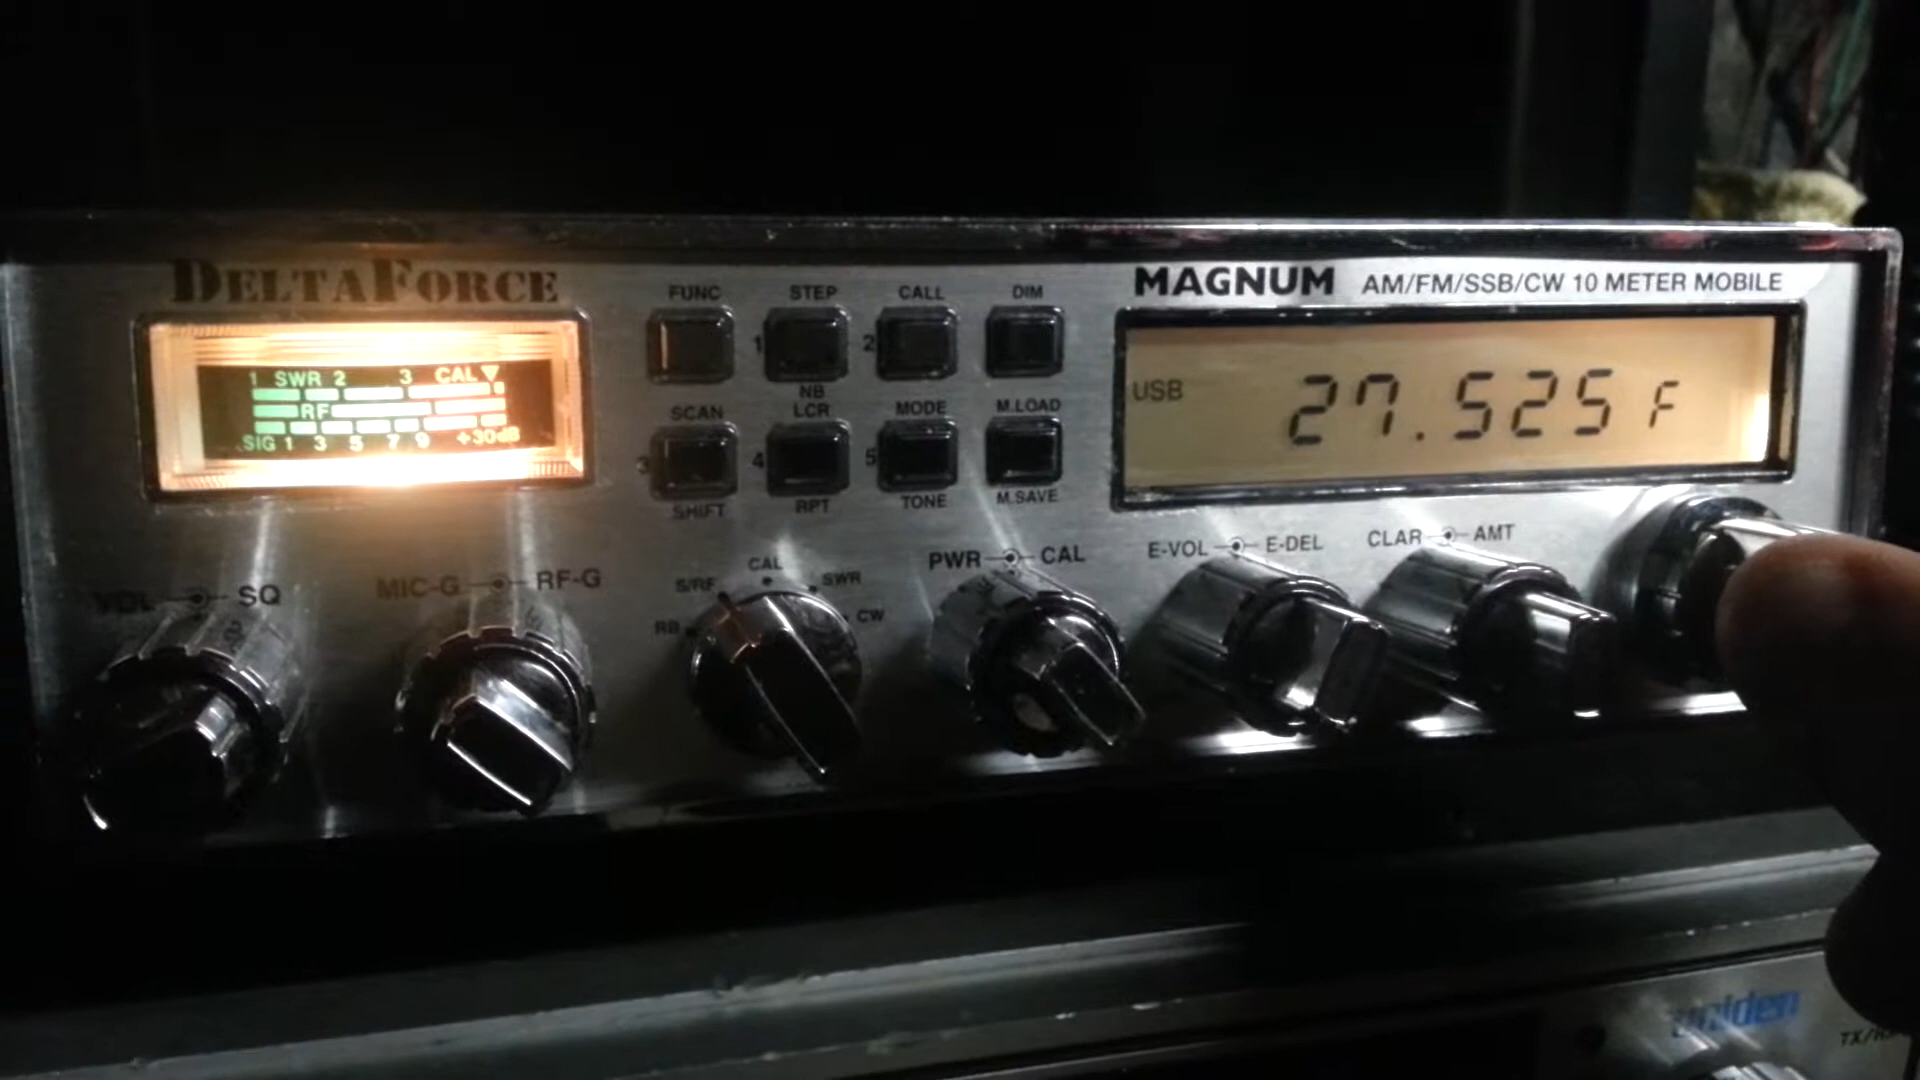 DELTAFORCE
MAGNUM AM/FM/SSB/CW 10 METER MOBILE
FUNC STEP CALL DIM
1 2
NB
SCAN LCR MODE M.LOAD
3 4 5
SHIFT RPT TONE M.SAVE
1 SWR 2 3 CAL
RF
SIG 1 3 5 7 9 +30dB
USB 27.525 F
VOL SQ
MIC-G RF-G
CAL
S/RF SWR
RB CW
PWR CAL
E-VOL E-DEL
CLAR AMT
uniden